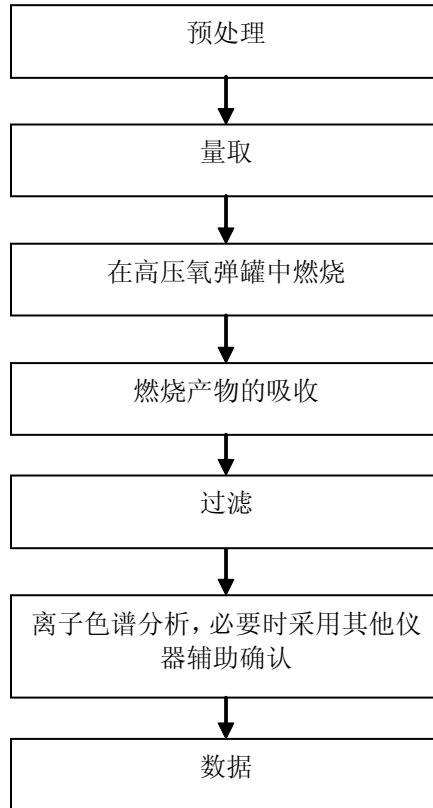 预处理
量取
在高压氧弹罐中燃烧
燃烧产物的吸收
过滤
离子色谱分析,必要时采用其他仪
器辅助确认
数据